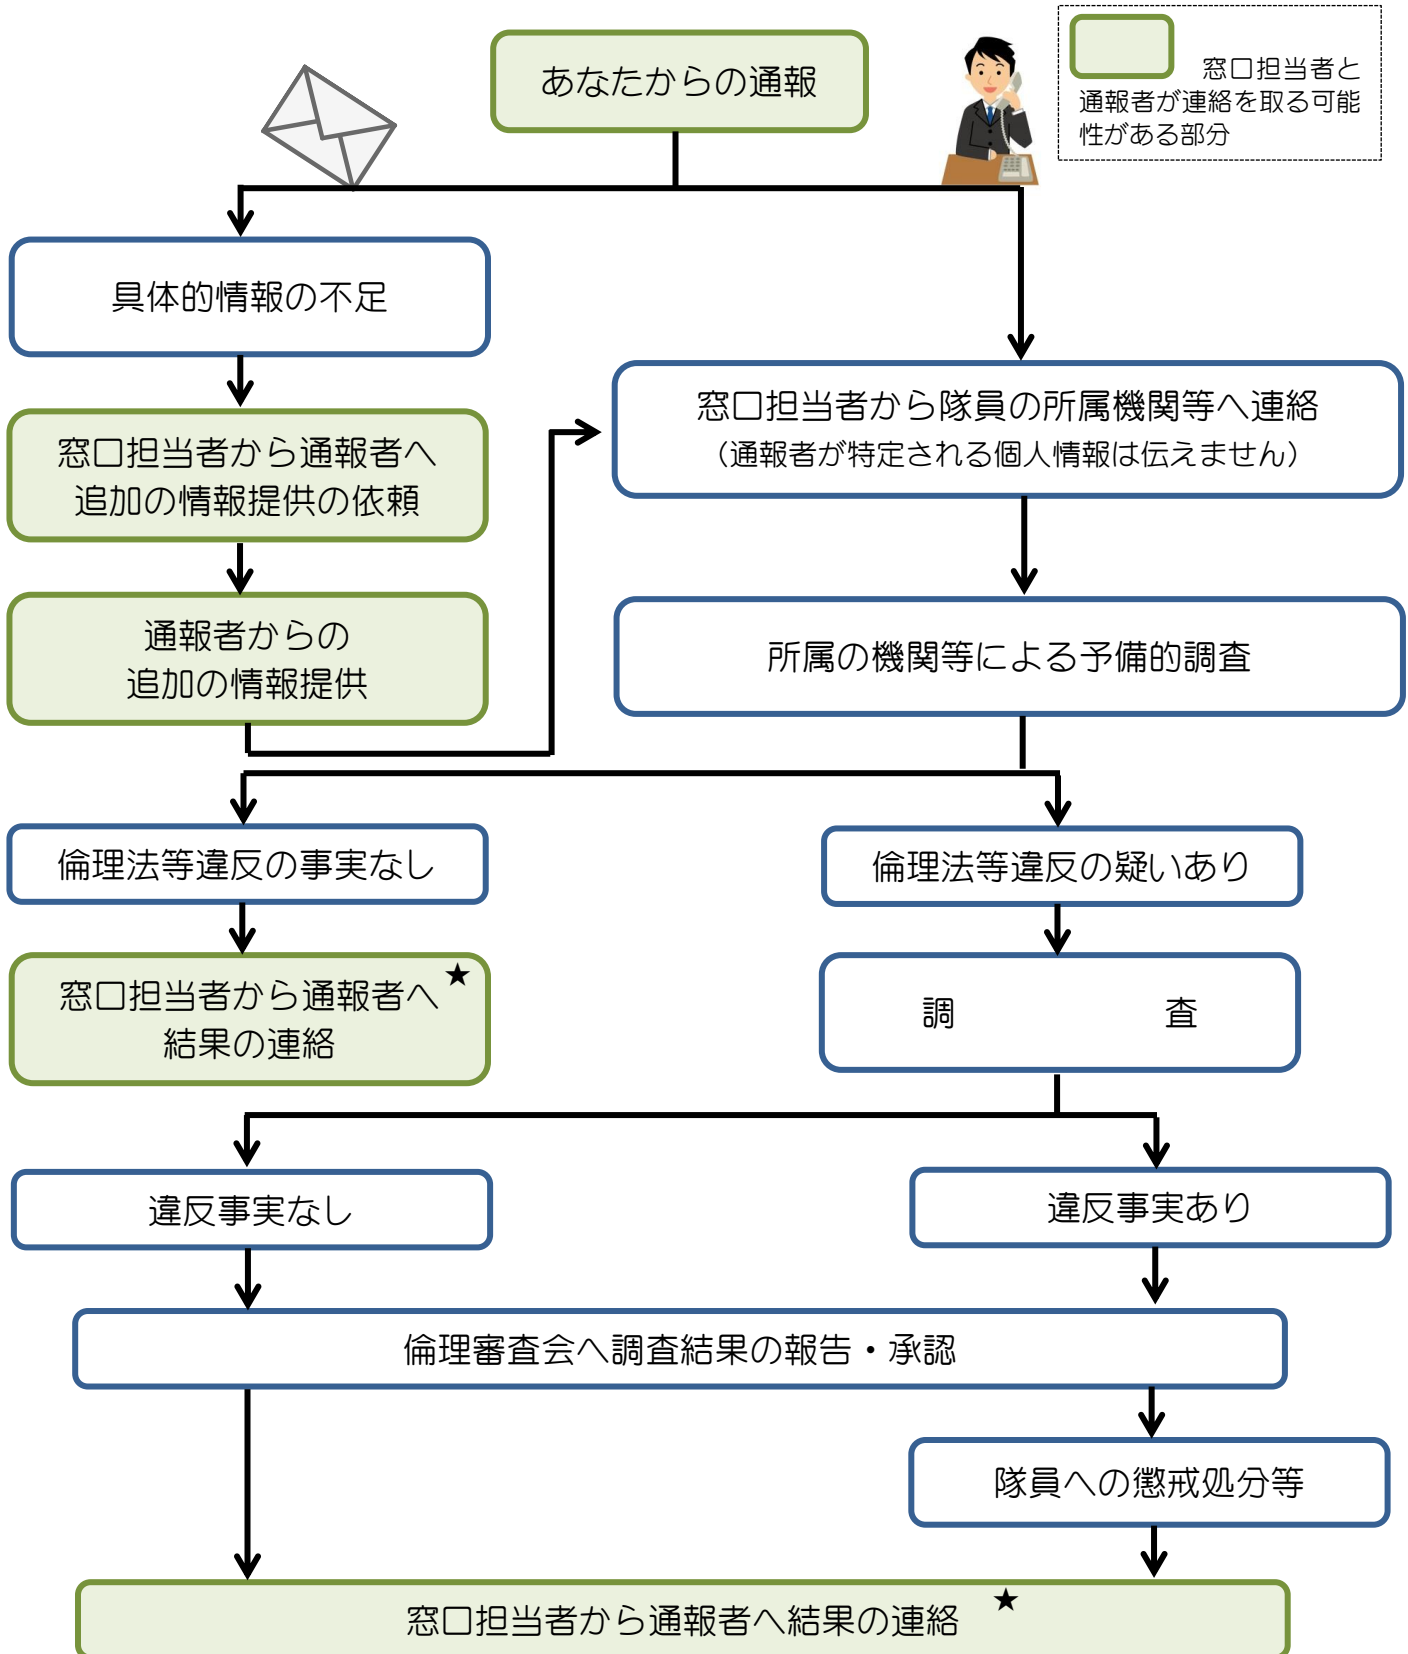 あなたからの通報
窓口担当者と
通報者が連絡を取る可能
性がある部分
具体的情報の不足
窓口担当者から隊員の所属機関等へ連絡
（通報者が特定される個人情報は伝えません）
窓口担当者から通報者へ
追加の情報提供の依頼
通報者からの
追加の情報提供
所属の機関等による予備的調査
倫理法等違反の事実なし
倫理法等違反の疑いあり
窓口担当者から通報者へ★
結果の連絡
調　　　　　　査
違反事実なし
違反事実あり
倫理審査会へ調査結果の報告・承認
隊員への懲戒処分等
窓口担当者から通報者へ結果の連絡　★